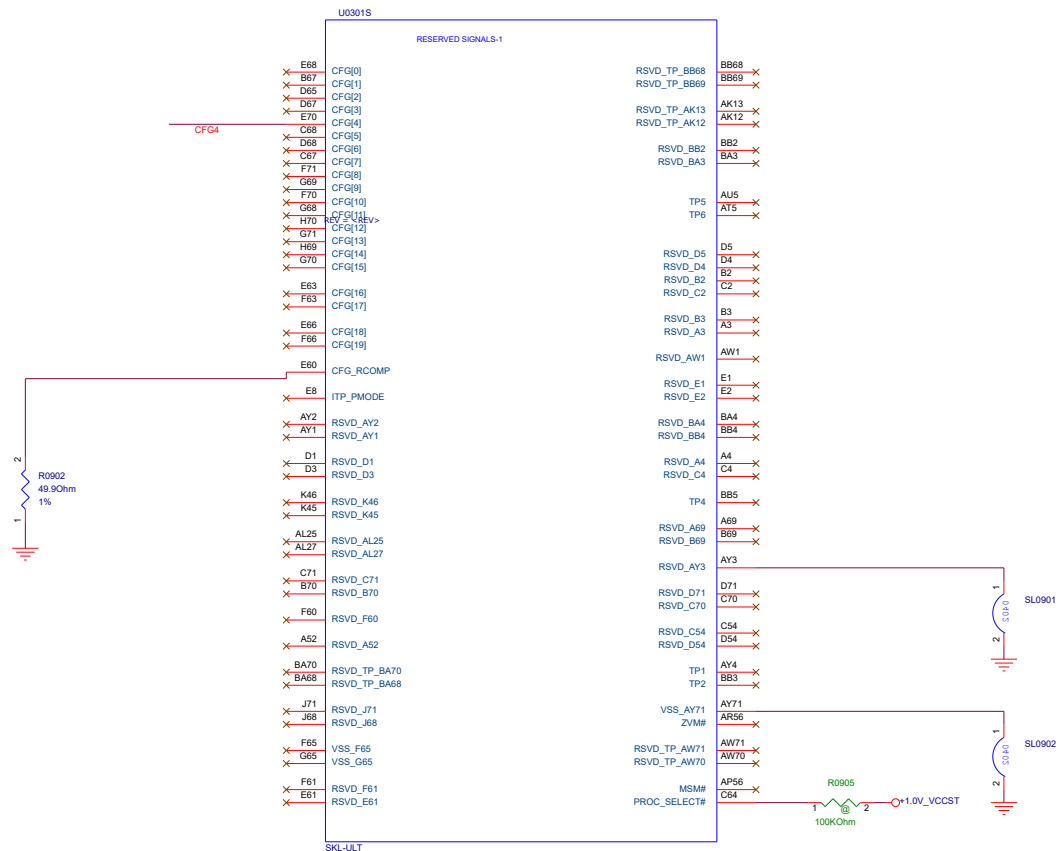 U0301S
RESERVED SIGNALS-1
E68 CFG[0] RSVD_TP_BB68 BB68
B67 CFG[1] RSVD_TP_BB69 BB69
D65 CFG[2]
D67 CFG[3] RSVD_TP_AK13 AK13
CFG4 E70 CFG[4] RSVD_TP_AK12 AK12
C68 CFG[5]
D68 CFG[6] RSVD_BB2 BB2
C67 CFG[7] RSVD_BA3 BA3
F71 CFG[8]
G69 CFG[9]
F70 CFG[10] TP5 AU5
G68 CFG[11] TP6 AT5
REV = <REV>
H70 CFG[12]
G71 CFG[13]
H69 CFG[14] RSVD_D5 D5
G70 CFG[15] RSVD_D4 D4
RSVD_B2 B2
E63 CFG[16] RSVD_C2 C2
F63 CFG[17]
RSVD_B3 B3
E66 CFG[18] RSVD_A3 A3
F66 CFG[19]
RSVD_AW1 AW1
E60 CFG_RCOMP
RSVD_E1 E1
E8 ITP_PMODE RSVD_E2 E2
AY2 RSVD_AY2 RSVD_BA4 BA4
AY1 RSVD_AY1 RSVD_BB4 BB4
D1 RSVD_D1 RSVD_A4 A4
D3 RSVD_D3 RSVD_C4 C4
2
R0902
49.9Ohm
1%
1
K46 RSVD_K46 TP4 BB5
K45 RSVD_K45
RSVD_A69 A69
AL25 RSVD_AL25 RSVD_B69 B69
AL27 RSVD_AL27
RSVD_AY3 AY3
C71 RSVD_C71
B70 RSVD_B70 RSVD_D71 D71
RSVD_C70 C70
1
SL0901
0402
2
F60 RSVD_F60
RSVD_C54 C54
A52 RSVD_A52 RSVD_D54 D54
BA70 RSVD_TP_BA70 TP1 AY4
BA68 RSVD_TP_BA68 TP2 BB3
J71 RSVD_J71 VSS_AY71 AY71
J68 RSVD_J68 ZVM# AR56
1
SL0902
0402
2
F65 VSS_F65 RSVD_TP_AW71 AW71
G65 VSS_G65 RSVD_TP_AW70 AW70
F61 RSVD_F61 MSM# AP56
E61 RSVD_E61 PROC_SELECT# C64
R0905
1 @ 2 +1.0V_VCCST
100KOhm
SKL-ULT